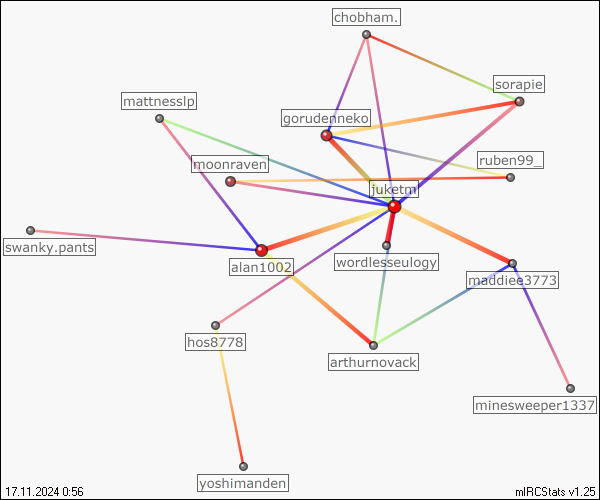 chobham.
sorapie
mattnesslp
gorudenneko
moonraven
ruben99_
juketm
swanky.pants
alan1002
wordlesseulogy
maddiee3773
hos8778
arthurnovack
minesweeper1337
yoshimanden
17.11.2024 0:56
mIRCStats v1.25